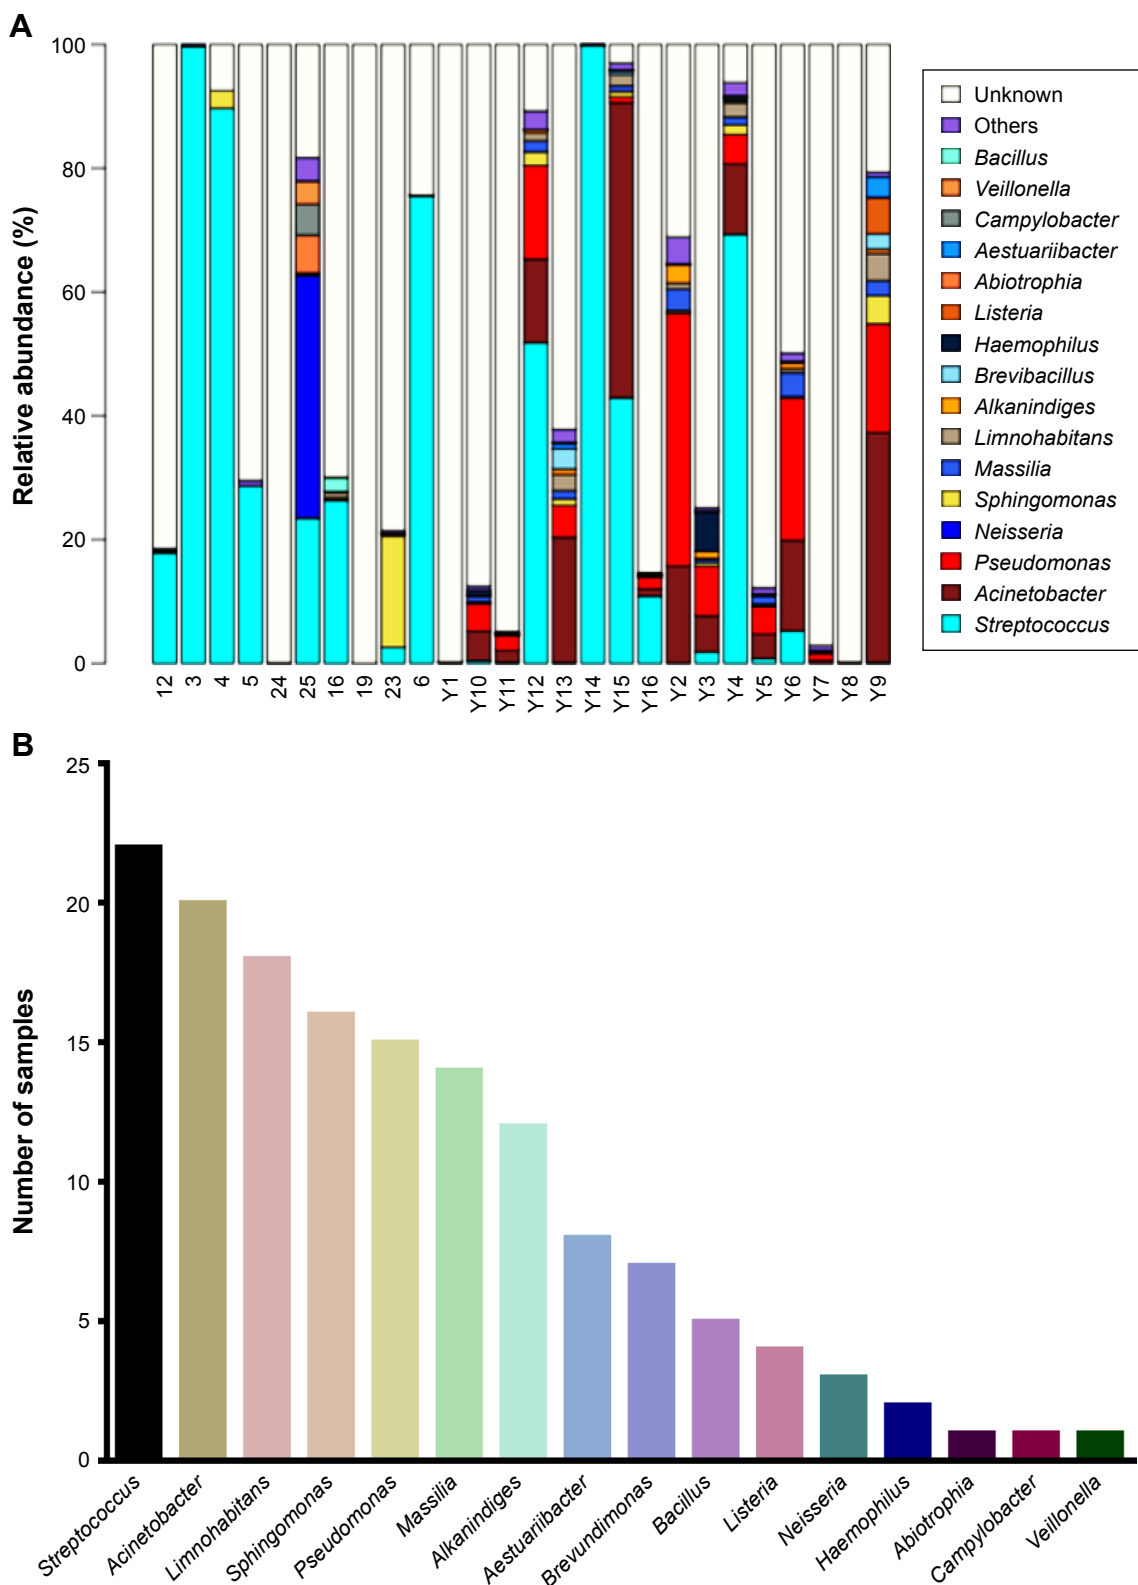 A
100
80
60
40
20
0
Relative abundance (%)
12 3 4 5 24 25 16 19 23 6 Y1 Y10 Y11 Y12 Y13 Y14 Y15 Y16 Y2 Y3 Y4 Y5 Y6 Y7 Y8 Y9
Unknown
Others
Bacillus
Veillonella
Campylobacter
Aestuariibacter
Abiotrophia
Listeria
Haemophilus
Brevibacillus
Alkanindiges
Limnohabitans
Massilia
Sphingomonas
Neisseria
Pseudomonas
Acinetobacter
Streptococcus
B
25
20
15
10
5
0
Number of samples
Streptococcus
Acinetobacter
Limnohabitans
Sphingomonas
Pseudomonas
Massilia
Alkanindiges
Aestuariibacter
Brevundimonas
Bacillus
Listeria
Neisseria
Haemophilus
Abiotrophia
Campylobacter
Veillonella